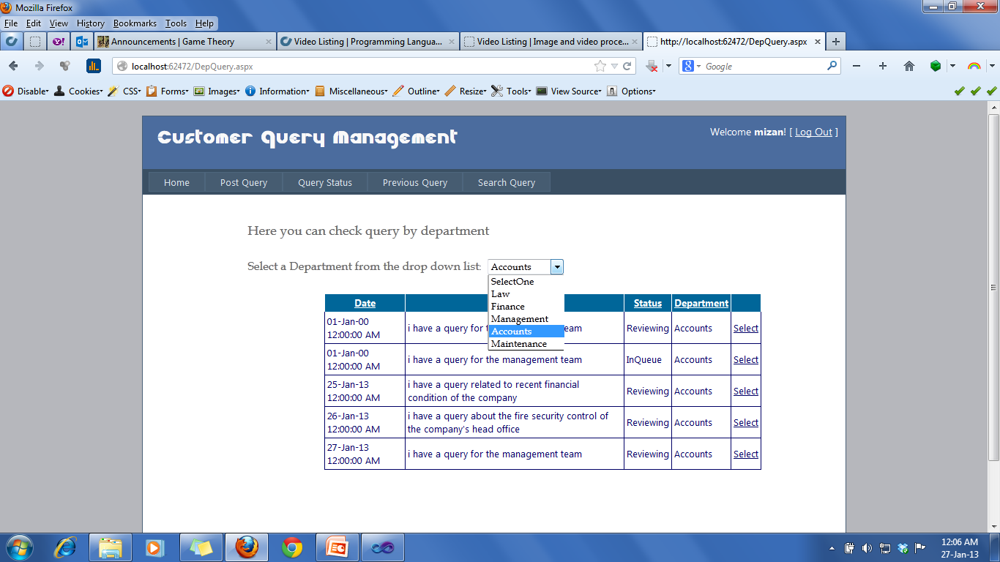 Mozilla Firefox
File Edit View History Bookmarks Tools Help
Announcements | Game Theory
Video Listing | Programming Langua...
Video Listing | Image and video proce...
http://localhost:62472/DepQuery.aspx
localhost:62472/DepQuery.aspx
Google
Disable Cookies CSS Forms Images Information Miscellaneous Outline Resize Tools View Source Options
Customer Query Management
Welcome mizan! [ Log Out ]
Home Post Query Query Status Previous Query Search Query
Here you can check query by department
Select a Department from the drop down list: Accounts
SelectOne
Law
Finance
Management
Accounts
Maintenance
Date Status Department
01-Jan-00
12:00:00 AM
i have a query for t team Reviewing Accounts Select
01-Jan-00
12:00:00 AM
i have a query for the management team InQueue Accounts Select
25-Jan-13
12:00:00 AM
i have a query related to recent financial
condition of the company
Reviewing Accounts Select
26-Jan-13
12:00:00 AM
i have a query about the fire security control of
the company's head office
Reviewing Accounts Select
27-Jan-13
12:00:00 AM
i have a query for the management team Reviewing Accounts Select
12:06 AM
27-Jan-13